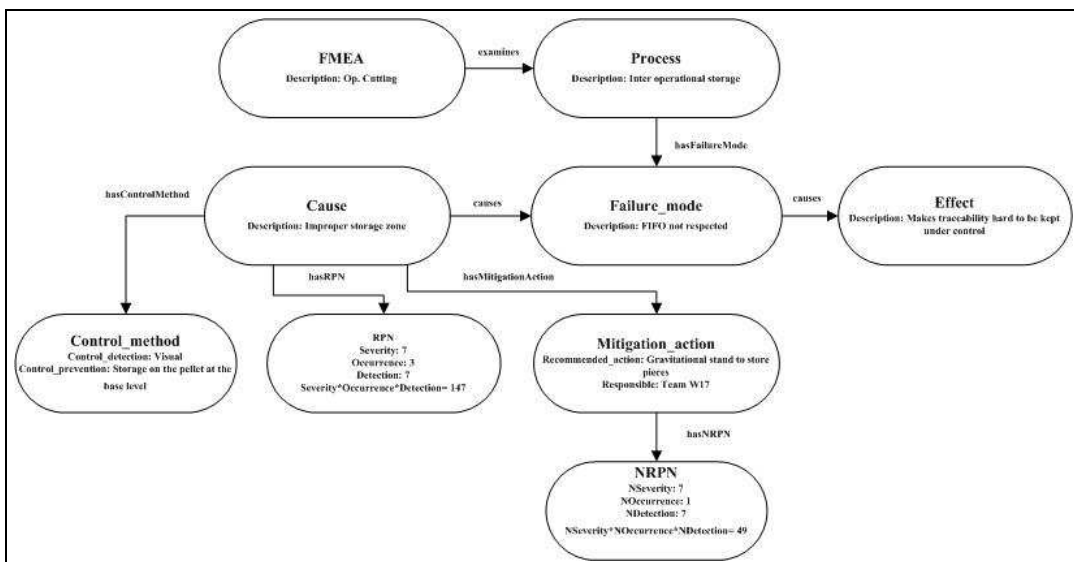 FMEA
Description: Op. Cutting
examines
Process
Description: Inter operational storage
hasFailureMode
hasControlMethod
Cause
Description: Improper storage zone
causes
Failure_mode
Description: FIFO not respected
causes
Effect
Description: Makes traceability hard to be kept
under control
hasRPN
hasMitigationAction
Control_method
Control_detection: Visual
Control_prevention: Storage on the pellet at the
base level
RPN
Severity: 7
Occurrence: 3
Detection: 7
Severity*Occurrence*Detection= 147
Mitigation_action
Recommended_action: Gravitational stand to store
pieces
Responsible: Team W17
hasNRPN
NRPN
NSeverity: 7
NOccurrence: 1
NDetection: 7
NSeverity*NOccurrence*NDetection= 49